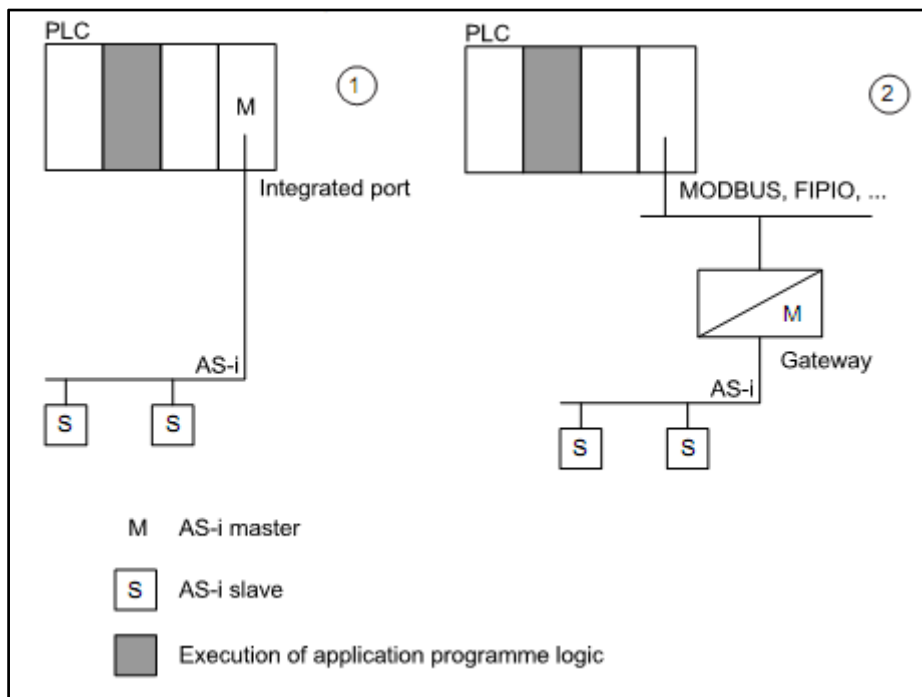 PLC
M
1
Integrated port
AS-i
S S
PLC
2
MODBUS, FIPIO, ...
M
Gateway
AS-i
S S
M AS-i master
S AS-i slave
Execution of application programme logic